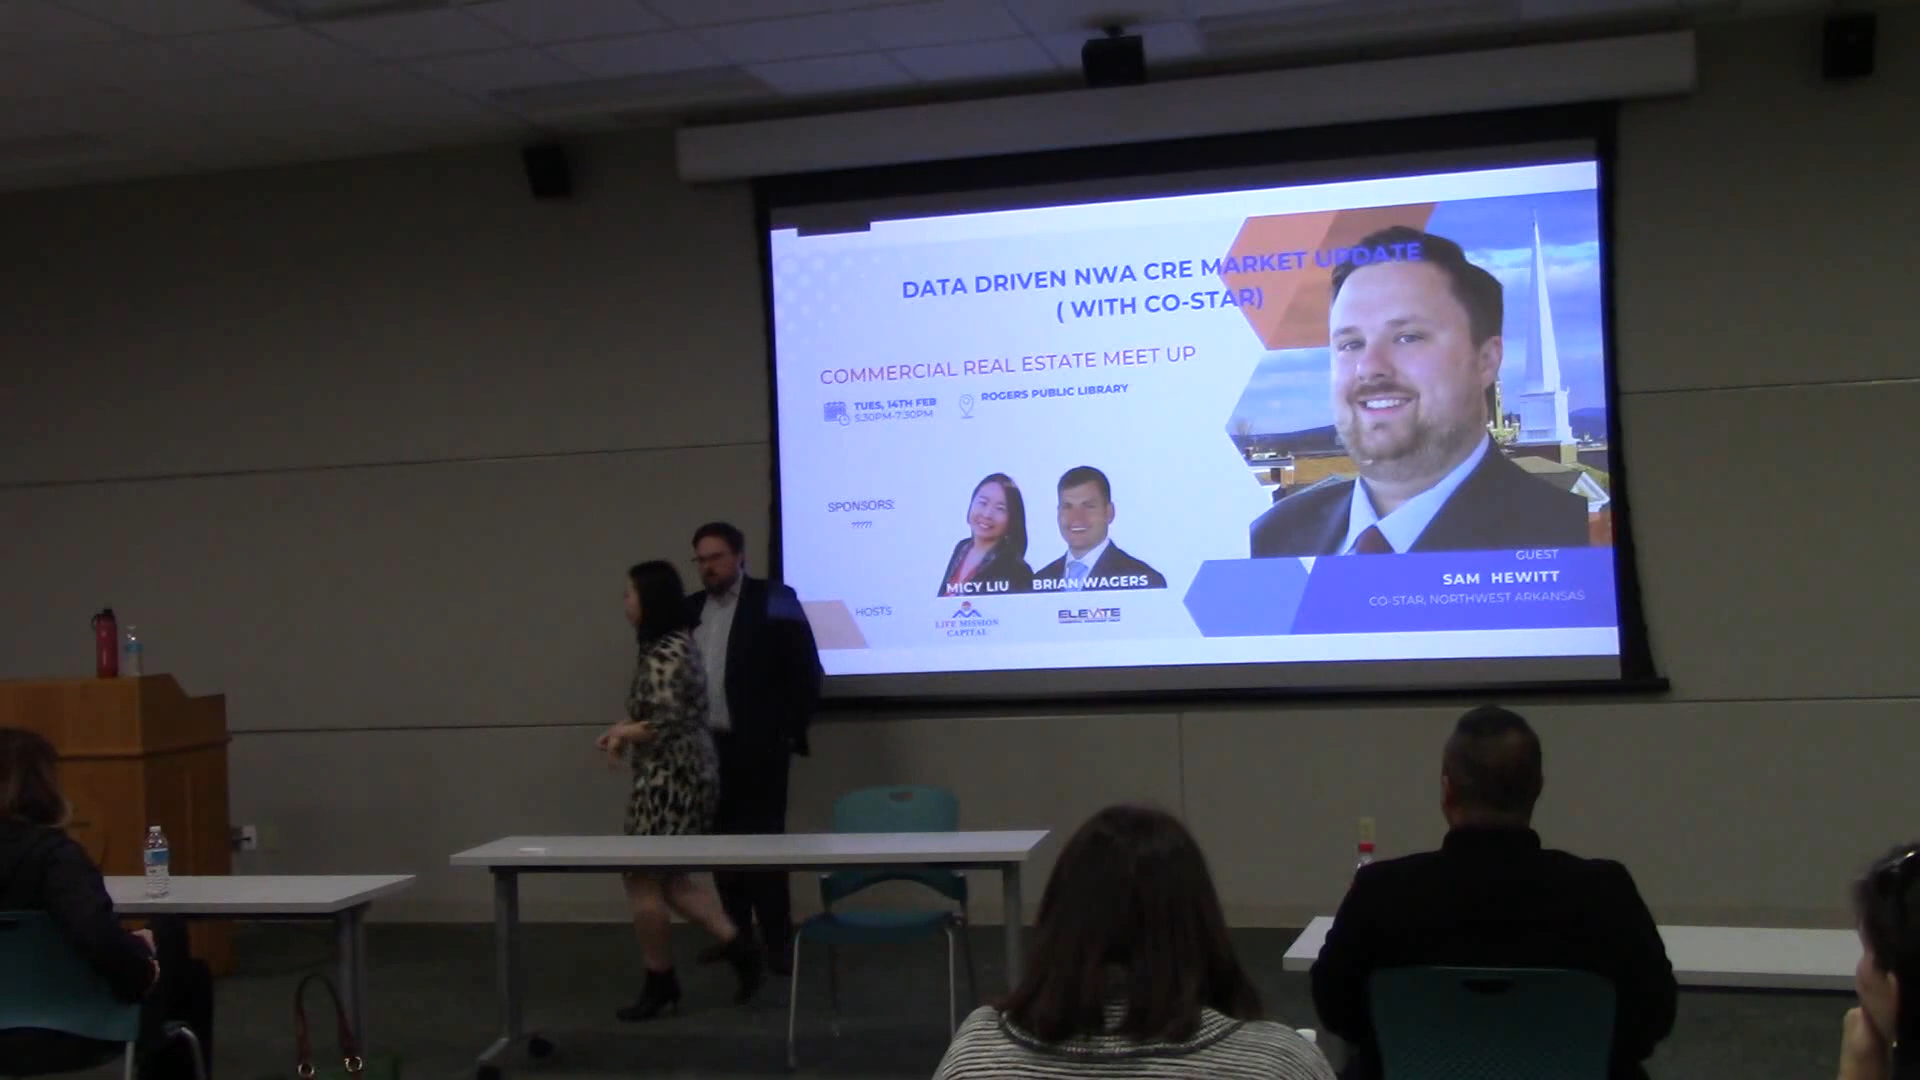 DATA DRIVEN NWA CRE MARKET UPDATE
( WITH CO-STAR)
COMMERCIAL REAL ESTATE MEET UP
TUES, 14TH FEB
5:30PM-7:30PM
ROGERS PUBLIC LIBRARY
SPONSORS:
?????
MICY LIU
BRIAN WAGERS
HOSTS
LIFE MISSION
CAPITAL
ELEVATE
GUEST
SAM HEWITT
CO-STAR, NORTHWEST ARKANSAS